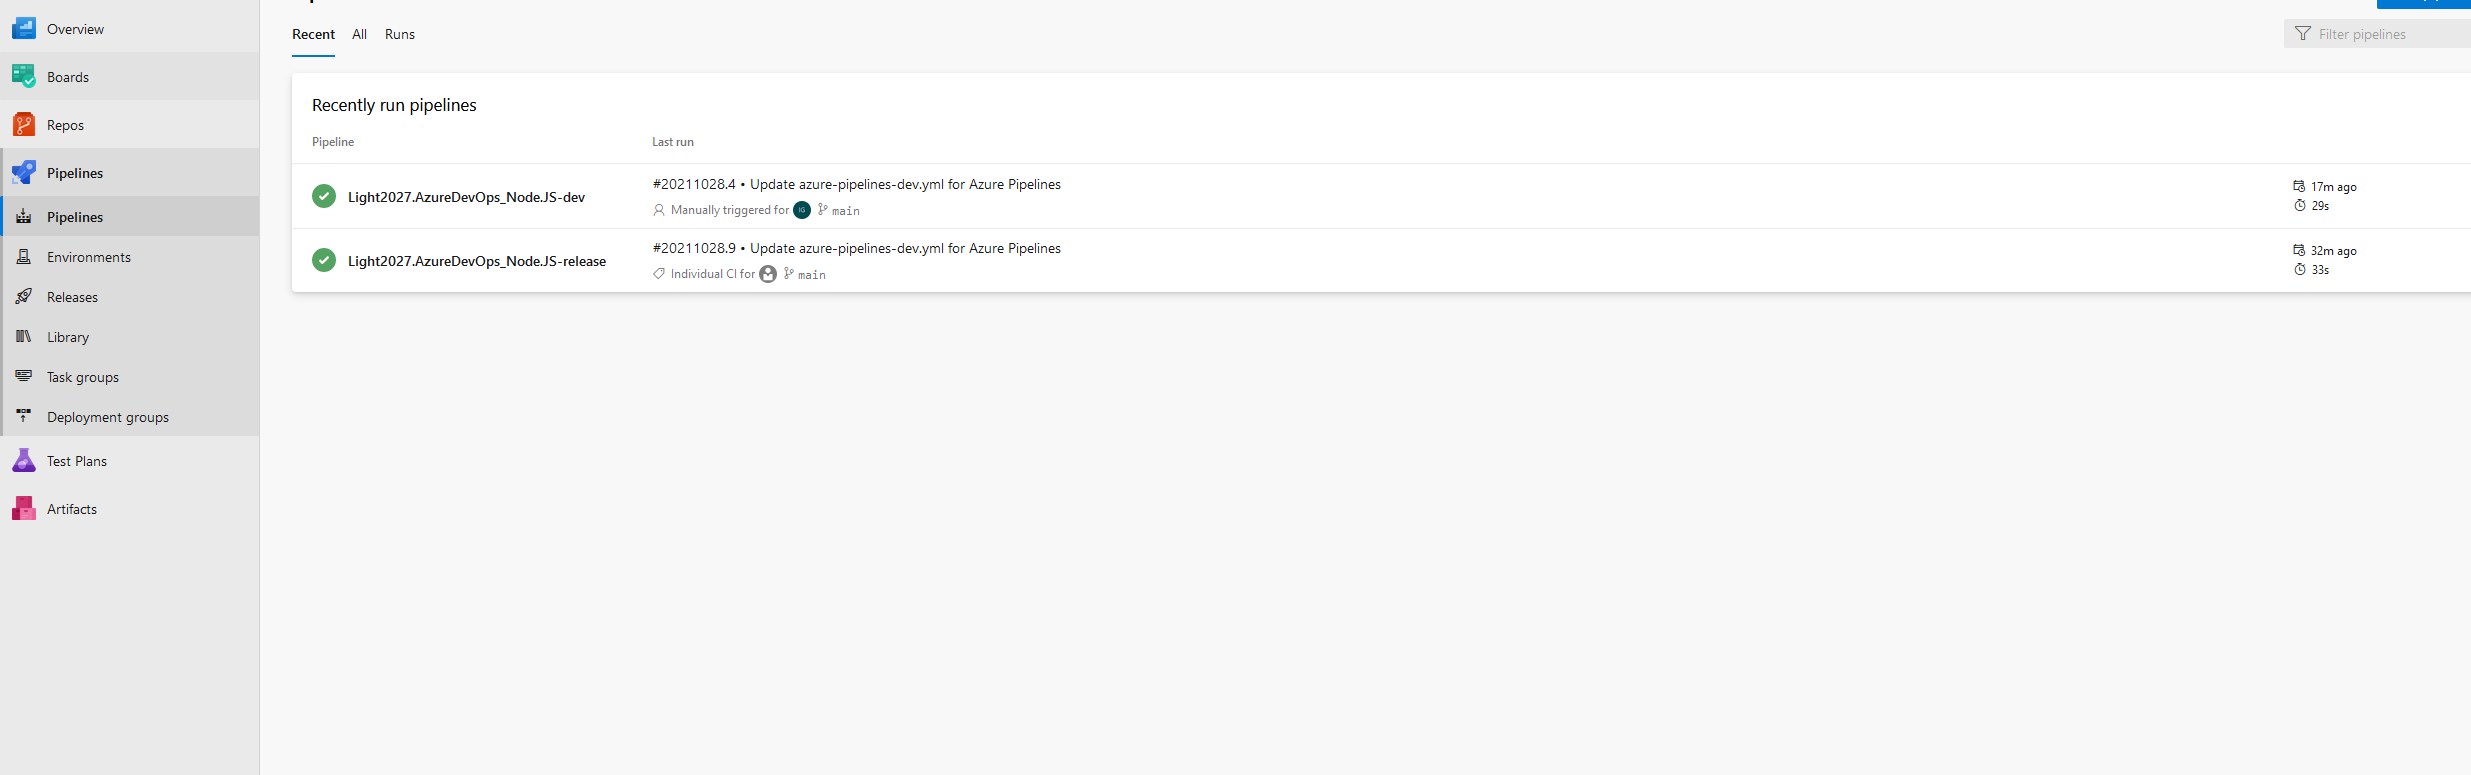 Overview
Boards
Repos
Pipelines
Pipelines
Environments
Releases
Library
Task groups
Deployment groups
Test Plans
Artifacts
Recent All Runs
Filter pipelines
Recently run pipelines
Pipeline Last run
Light2027.AzureDevOps_Node.JS-dev
#20211028.4 • Update azure-pipelines-dev.yml for Azure Pipelines
Manually triggered for IG main
17m ago
29s
Light2027.AzureDevOps_Node.JS-release
#20211028.9 • Update azure-pipelines-dev.yml for Azure Pipelines
Individual CI for main
32m ago
33s